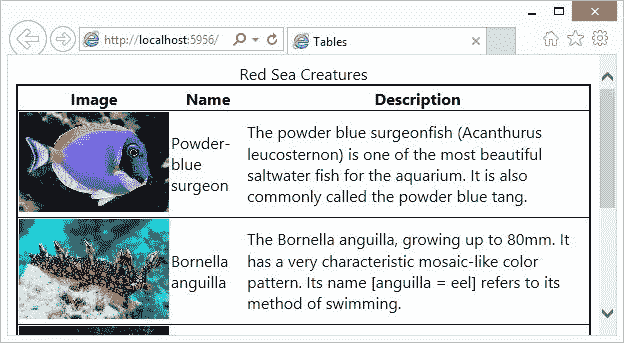 http://localhost:5956/
Tables
Red Sea Creatures
Image Name Description
Powder-
blue
surgeon
The powder blue surgeonfish (Acanthurus
leucosternon) is one of the most beautiful
saltwater fish for the aquarium. It is also
commonly called the powder blue tang.
Bornella
anguilla
The Bornella anguilla, growing up to 80mm. It
has a very characteristic mosaic-like color
pattern. Its name [anguilla = eel] refers to its
method of swimming.